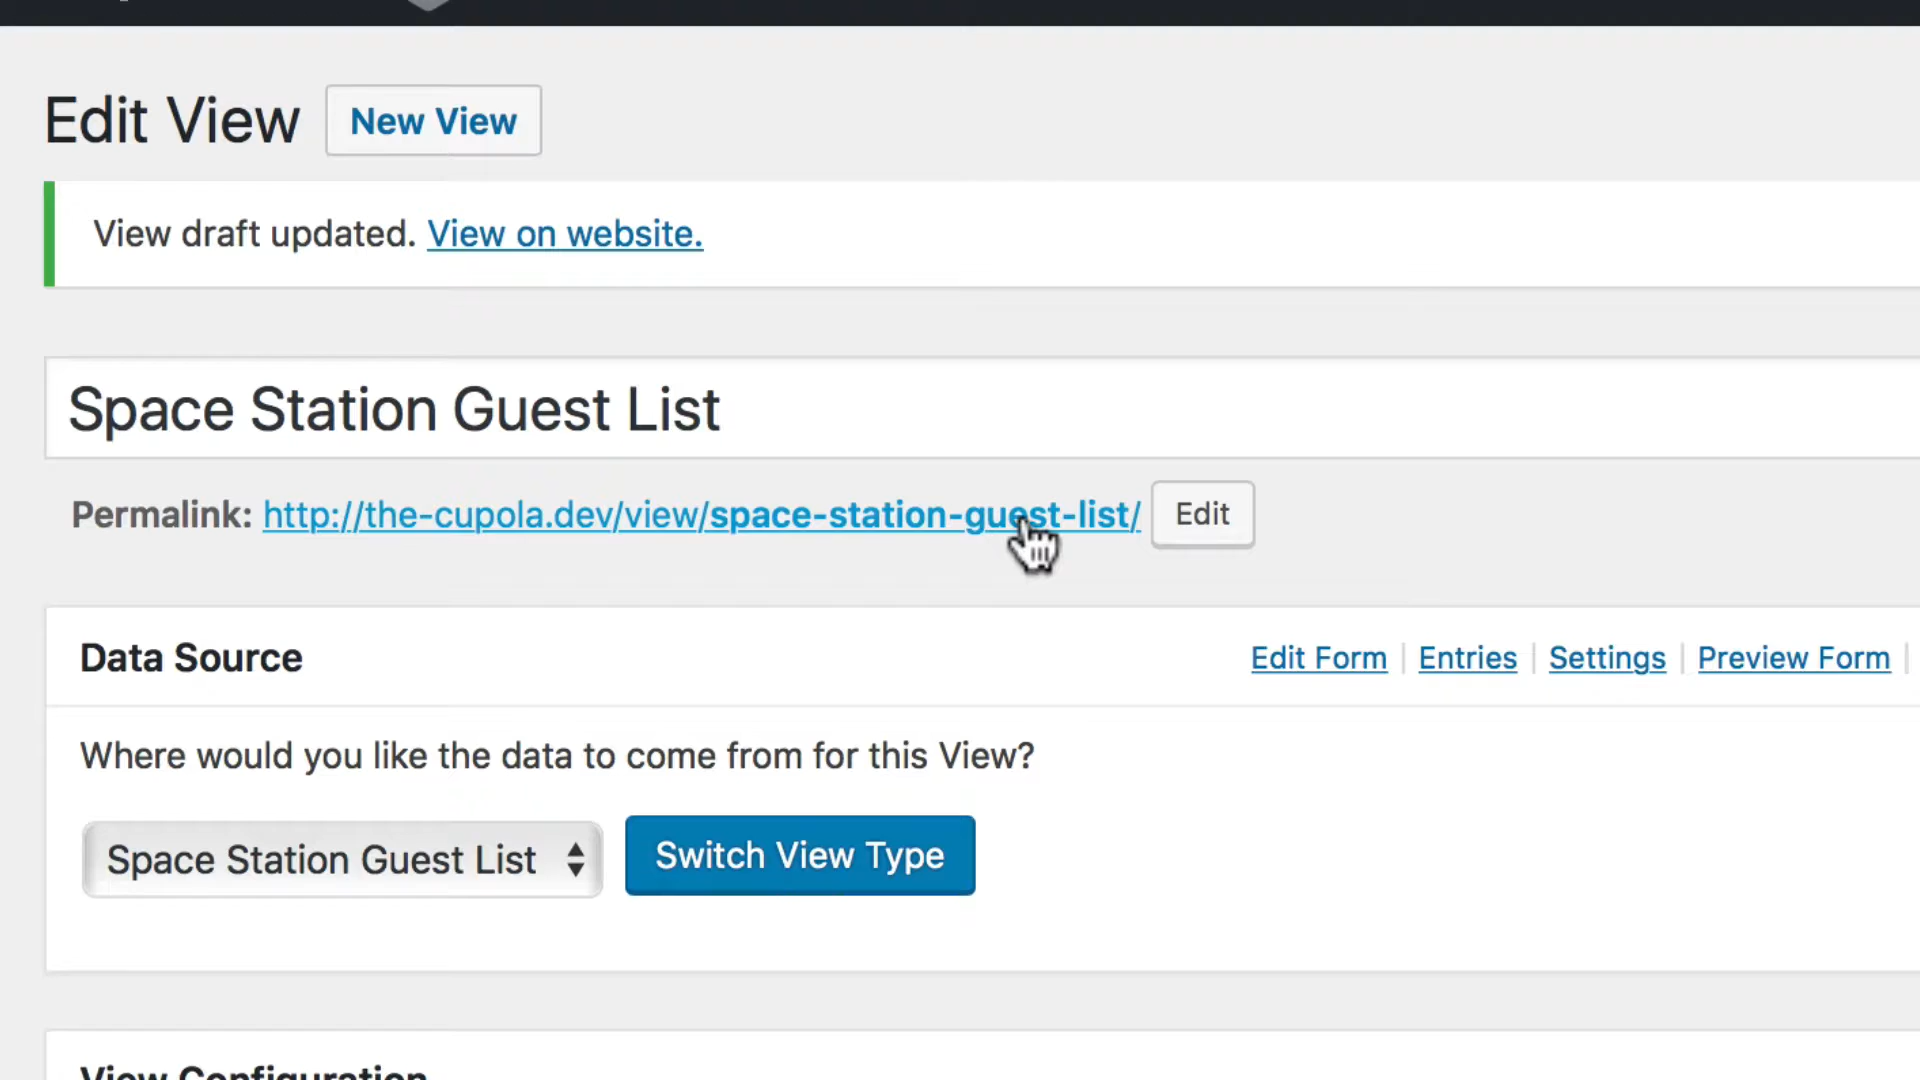 Edit View New View
View draft updated. View on website.
Space Station Guest List
Permalink: http://the-cupola.dev/view/space-station-guest-list/ Edit
Data Source Edit Form | Entries | Settings | Preview Form |
Where would you like the data to come from for this View?
Space Station Guest List Switch View Type
View Configuration